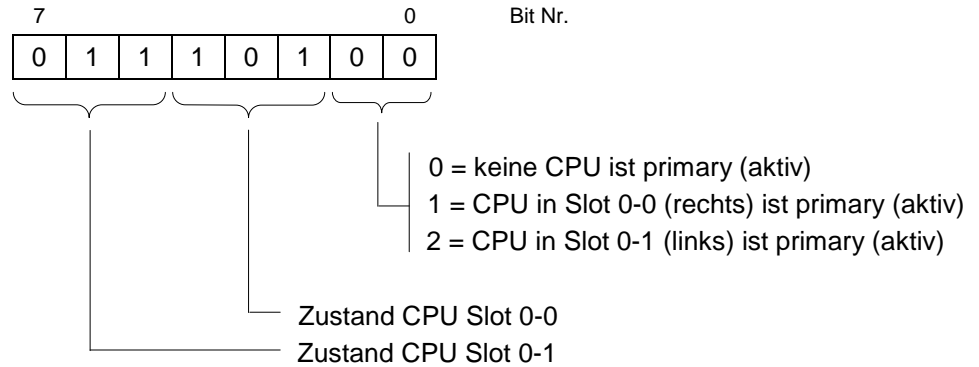 7 0 Bit Nr.
0 1 1 1 0 1 0 0
0 = keine CPU ist primary (aktiv)
1 = CPU in Slot 0-0 (rechts) ist primary (aktiv)
2 = CPU in Slot 0-1 (links) ist primary (aktiv)
Zustand CPU Slot 0-0
Zustand CPU Slot 0-1